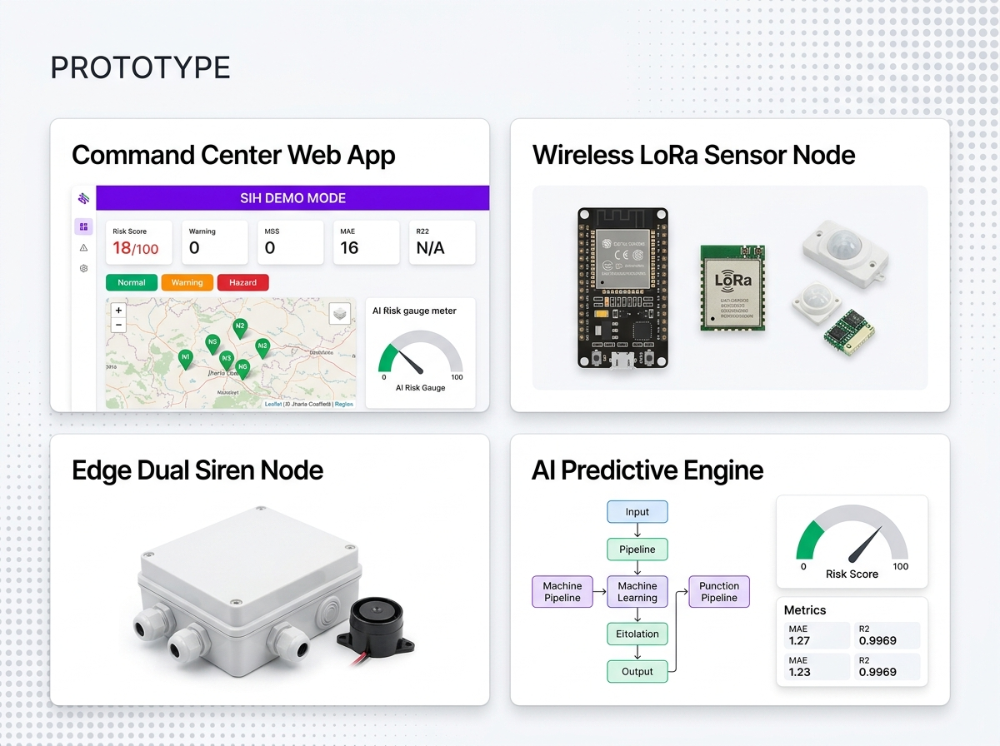 PROTOTYPE
Command Center Web App
SIH DEMO MODE
Risk Score
18/100
Warning
0
MSS
0
MAE
16
R22
N/A
Normal
Warning
Hazard
+
−
N2
NS
N2
N1
N3
NG
Jharia
Leaflet
Region
AI Risk gauge meter
0
100
AI Risk Gauge
Wireless LoRa Sensor Node
LoRa
Edge Dual Siren Node
AI Predictive Engine
Input
Pipeline
Machine
Pipeline
Machine
Learning
Punction
Pipeline
Eitolation
Output
0
100
Risk Score
Metrics
MAE
1.27
R2
0.9969
MAE
1.23
R2
0.9969